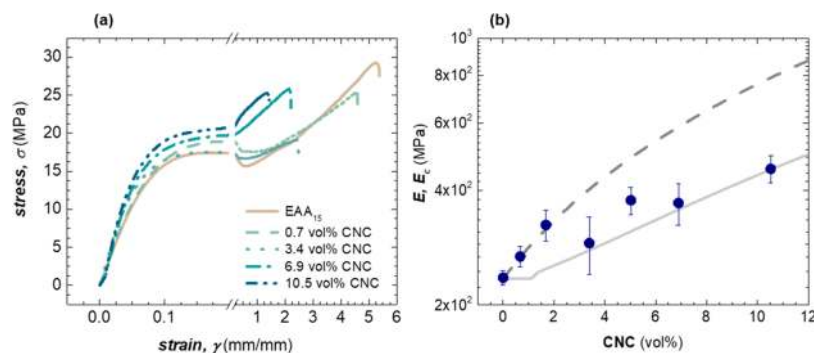 (a)
35
30
25
20
15
10
5
0
stress, σ (MPa)
EAA15
0.7 vol% CNC
3.4 vol% CNC
6.9 vol% CNC
10.5 vol% CNC
0.0 0.1 1 2 3 4 5 6
strain, γ (mm/mm)
(b)
10³
8x10²
6x10²
4x10²
2x10²
E, Ec (MPa)
0 2 4 6 8 10 12
CNC (vol%)